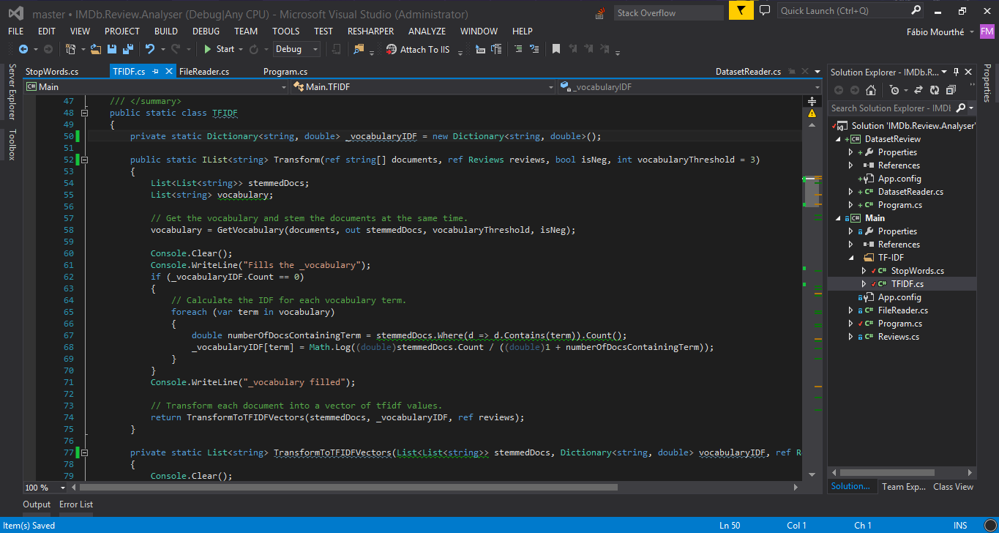 master • IMDb.Review.Analyser (Debug|Any CPU) - Microsoft Visual Studio (Administrator)
Stack Overflow
Quick Launch (Ctrl+Q)
FILE EDIT VIEW PROJECT BUILD DEBUG TEAM TOOLS TEST RESHARPER ANALYZE WINDOW HELP
Fábio Mourthé FM
Start Debug Attach To IIS
Server Explorer
Toolbox
StopWords.cs TFIDF.cs FileReader.cs Program.cs DatasetReader.cs
Main Main.TFIDF _vocabularyIDF
47 /// </summary>
48 public static class TFIDF
49 {
50 private static Dictionary<string, double> _vocabularyIDF = new Dictionary<string, double>();
51
52 public static IList<string> Transform(ref string[] documents, ref Reviews reviews, bool isNeg, int vocabularyThreshold = 3)
53 {
54 List<List<string>> stemmedDocs;
55 List<string> vocabulary;
56
57 // Get the vocabulary and stem the documents at the same time.
58 vocabulary = GetVocabulary(documents, out stemmedDocs, vocabularyThreshold, isNeg);
59
60 Console.Clear();
61 Console.WriteLine("Fills the _vocabulary");
62 if (_vocabularyIDF.Count == 0)
63 {
64 // Calculate the IDF for each vocabulary term.
65 foreach (var term in vocabulary)
66 {
67 double numberOfDocsContainingTerm = stemmedDocs.Where(d => d.Contains(term)).Count();
68 _vocabularyIDF[term] = Math.Log((double)stemmedDocs.Count / ((double)1 + numberOfDocsContainingTerm));
69 }
70 }
71 Console.WriteLine("_vocabulary filled");
72
73 // Transform each document into a vector of tfidf values.
74 return TransformToTFIDFVectors(stemmedDocs, _vocabularyIDF, ref reviews);
75 }
76
77 private static List<string> TransformToTFIDFVectors(List<List<string>> stemmedDocs, Dictionary<string, double> vocabularyIDF, ref R
78 {
79 Console.Clear();
100 %
Output Error List
Solution Explorer - IMDb.R...
Search Solution Explorer - IMDI
Solution 'IMDb.Review.Analyser'
C# DatasetReview
Properties
References
App.config
C# DatasetReader.cs
C# Program.cs
C# Main
Properties
References
TF-IDF
C# StopWords.cs
C# TFIDF.cs
App.config
C# FileReader.cs
C# Program.cs
C# Reviews.cs
Solution... Team Exp... Class View
Properties
Item(s) Saved Ln 50 Col 1 Ch 1 INS